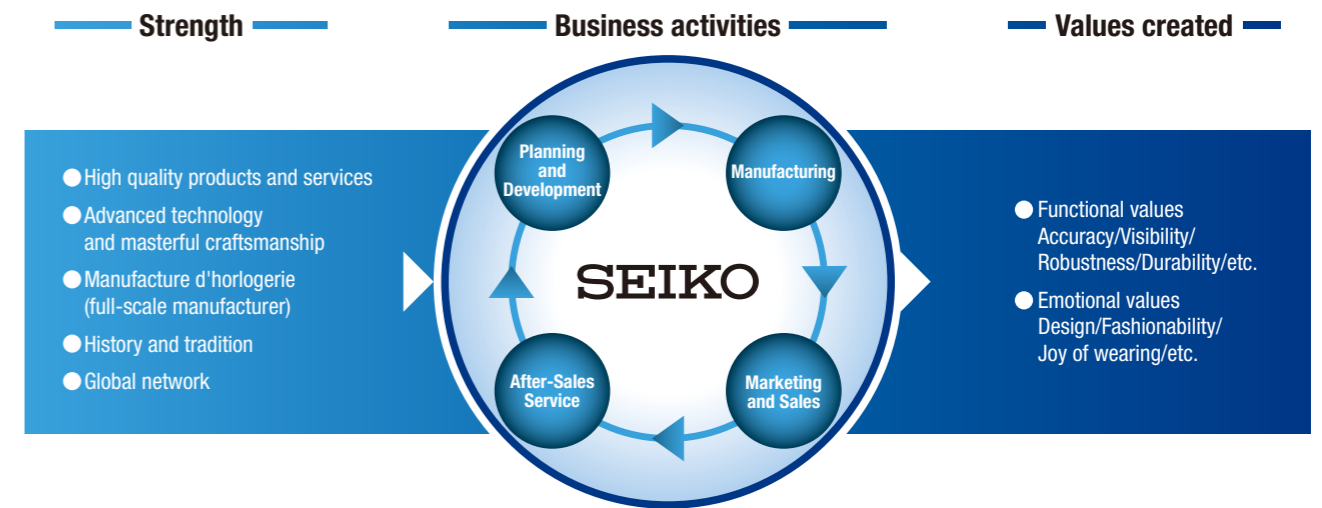 Strength
Business activities
Values created
●High quality products and services
●Advanced technology
and masterful craftsmanship
●Manufacture d'horlogerie
(full-scale manufacturer)
●History and tradition
●Global network
Planning
and
Development
Manufacturing
SEIKO
After-Sales
Service
Marketing
and Sales
●Functional values
Accuracy/Visibility/
Robustness/Durability/etc.
●Emotional values
Design/Fashionability/
Joy of wearing/etc.